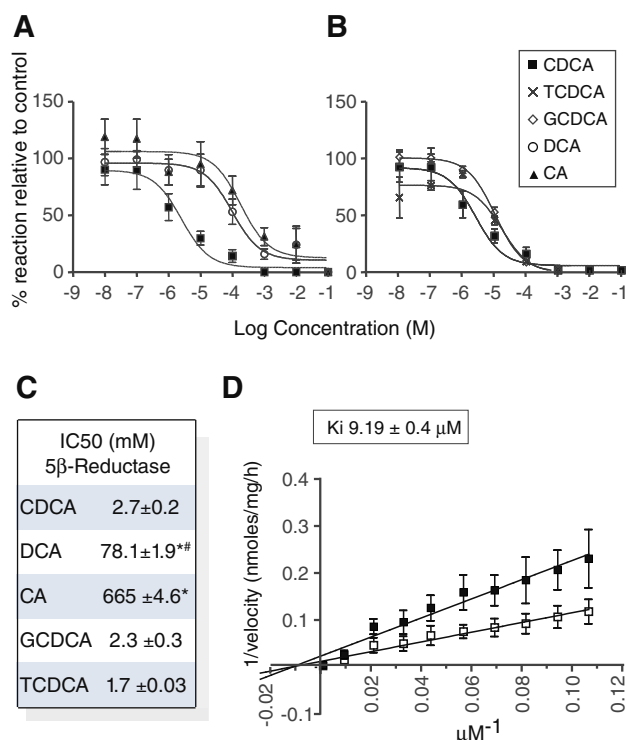 A
B
CDCA
TCDCA
GCDCA
DCA
CA
% reaction relative to control
150
100
50
0
-9 -8 -7 -6 -5 -4 -3 -2 -1
150
100
50
0
-9 -8 -7 -6 -5 -4 -3 -2 -1
Log Concentration (M)
C
IC50 (mM)
5β-Reductase
CDCA 2.7±0.2
DCA 78.1±1.9*#
CA 665 ±4.6*
GCDCA 2.3 ±0.3
TCDCA 1.7 ±0.03
D
Ki 9.19 ± 0.4 μM
1/velocity (nmoles/mg/h)
0.4
0.3
0.2
0.1
-0.1
-0.02 0.02 0.04 0.06 0.08 0.10 0.12
μM-1